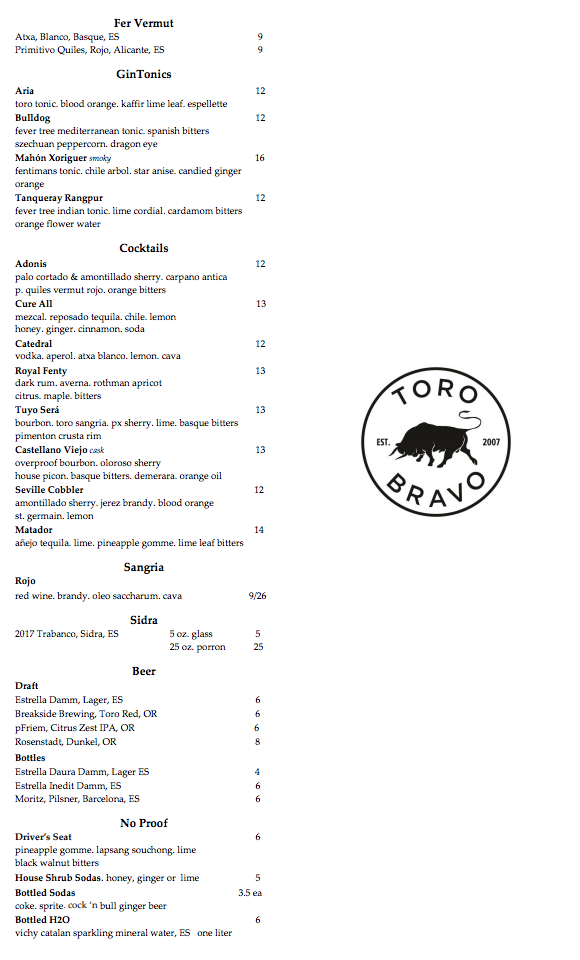 Fer Vermut
Atxa, Blanco, Basque, ES 9
Primitivo Quiles, Rojo, Alicante, ES 9
GinTonics
Aria 12
toro tonic. blood orange. kaffir lime leaf. espellette
Bulldog 12
fever tree mediterranean tonic. spanish bitters
szechuan peppercorn. dragon eye
Mahón Xoriguer smoky 16
fentimans tonic. chile arbol. star anise. candied ginger
orange
Tanqueray Rangpur 12
fever tree indian tonic. lime cordial. cardamom bitters
orange flower water
Cocktails
Adonis 12
palo cortado & amontillado sherry. carpano antica
p. quiles vermut rojo. orange bitters
Cure All 13
mezcal. reposado tequila. chile. lemon
honey. ginger. cinnamon. soda
Catedral 12
vodka. aperol. atxa blanco. lemon. cava
Royal Fenty 13
dark rum. averna. rothman apricot
citrus. maple. bitters
Tuyo Será 13
bourbon. toro sangria. px sherry. lime. basque bitters
pimenton crusta rim
Castellano Viejo cask 13
overproof bourbon. oloroso sherry
house picon. basque bitters. demerara. orange oil
Seville Cobbler 12
amontillado sherry. jerez brandy. blood orange
st. germain. lemon
Matador 14
añejo tequila. lime. pineapple gomme. lime leaf bitters
Sangria
Rojo
red wine. brandy. oleo saccharum. cava 9/26
Sidra
2017 Trabanco, Sidra, ES 5 oz. glass 5
25 oz. porron 25
Beer
Draft
Estrella Damm, Lager, ES 6
Breakside Brewing, Toro Red, OR 6
pFriem, Citrus Zest IPA, OR 6
Rosenstadt, Dunkel, OR 8
Bottles
Estrella Daura Damm, Lager ES 4
Estrella Inedit Damm, ES 6
Moritz, Pilsner, Barcelona, ES 6
No Proof
Driver's Seat 6
pineapple gomme. lapsang souchong. lime
black walnut bitters
House Shrub Sodas. honey, ginger or lime 5
Bottled Sodas 3.5 ea
coke. sprite. cock 'n bull ginger beer
Bottled H2O 6
vichy catalan sparkling mineral water, ES one liter
TORO
EST. 2007
BRAVO